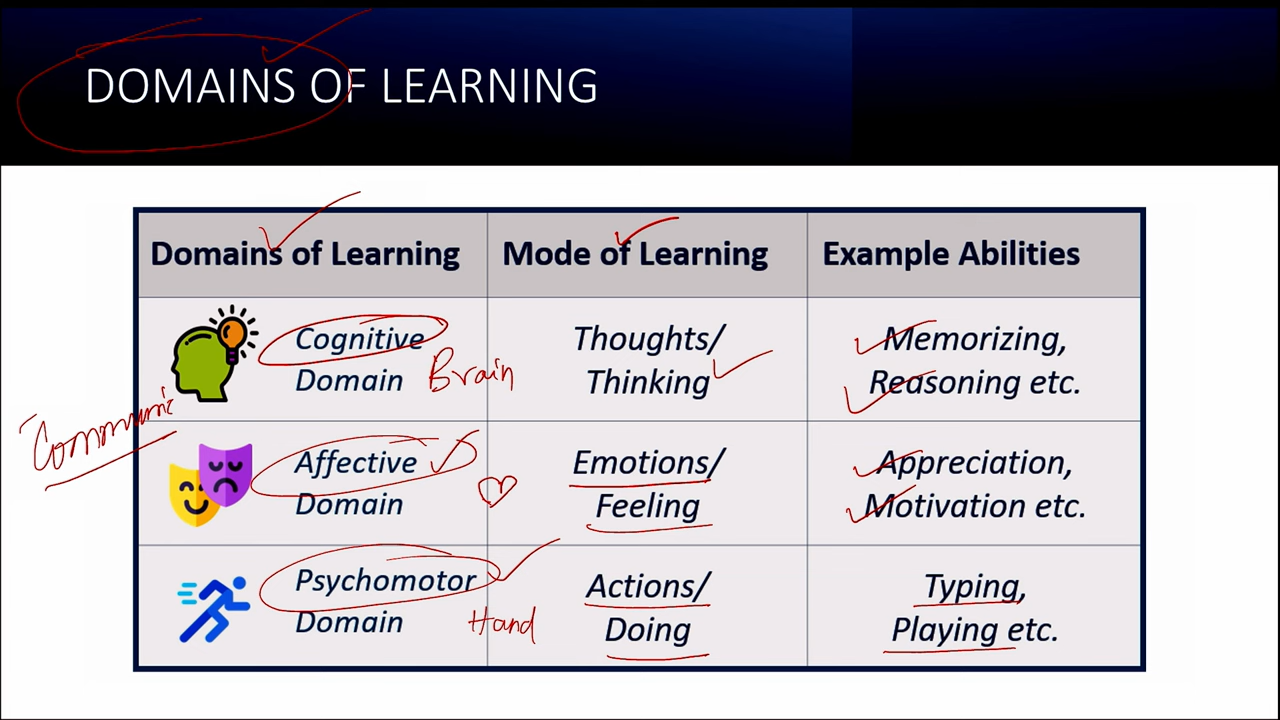 DOMAINS OF LEARNING
Domains of Learning
Mode of Learning
Example Abilities
Cognitive
Domain
Brain
Thoughts/
Thinking
Memorizing,
Reasoning etc.
Communic
Affective
Domain
Emotions/
Feeling
Appreciation,
Motivation etc.
Psychomotor
Domain
Hand
Actions/
Doing
Typing,
Playing etc.